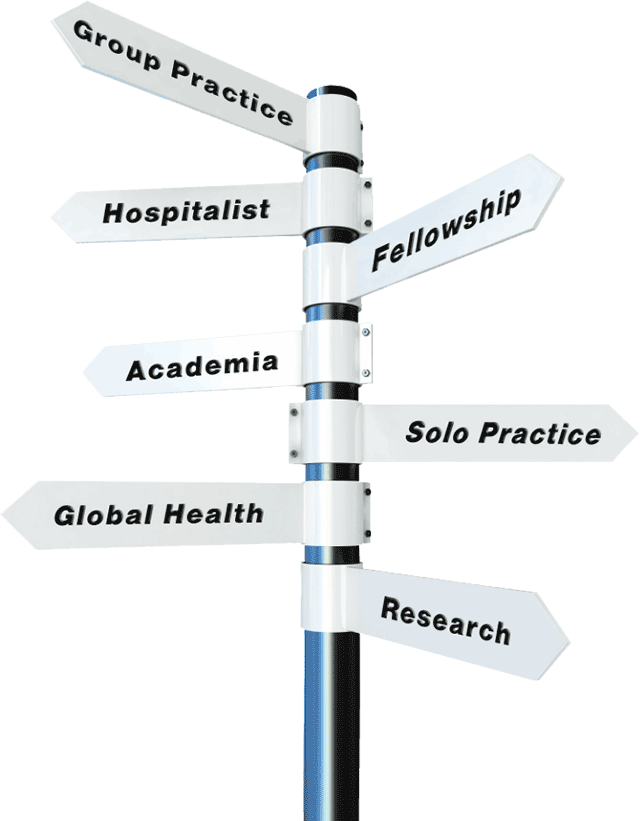 Group Practice
Hospitalist
Fellowship
Academia
Solo Practice
Global Health
Research